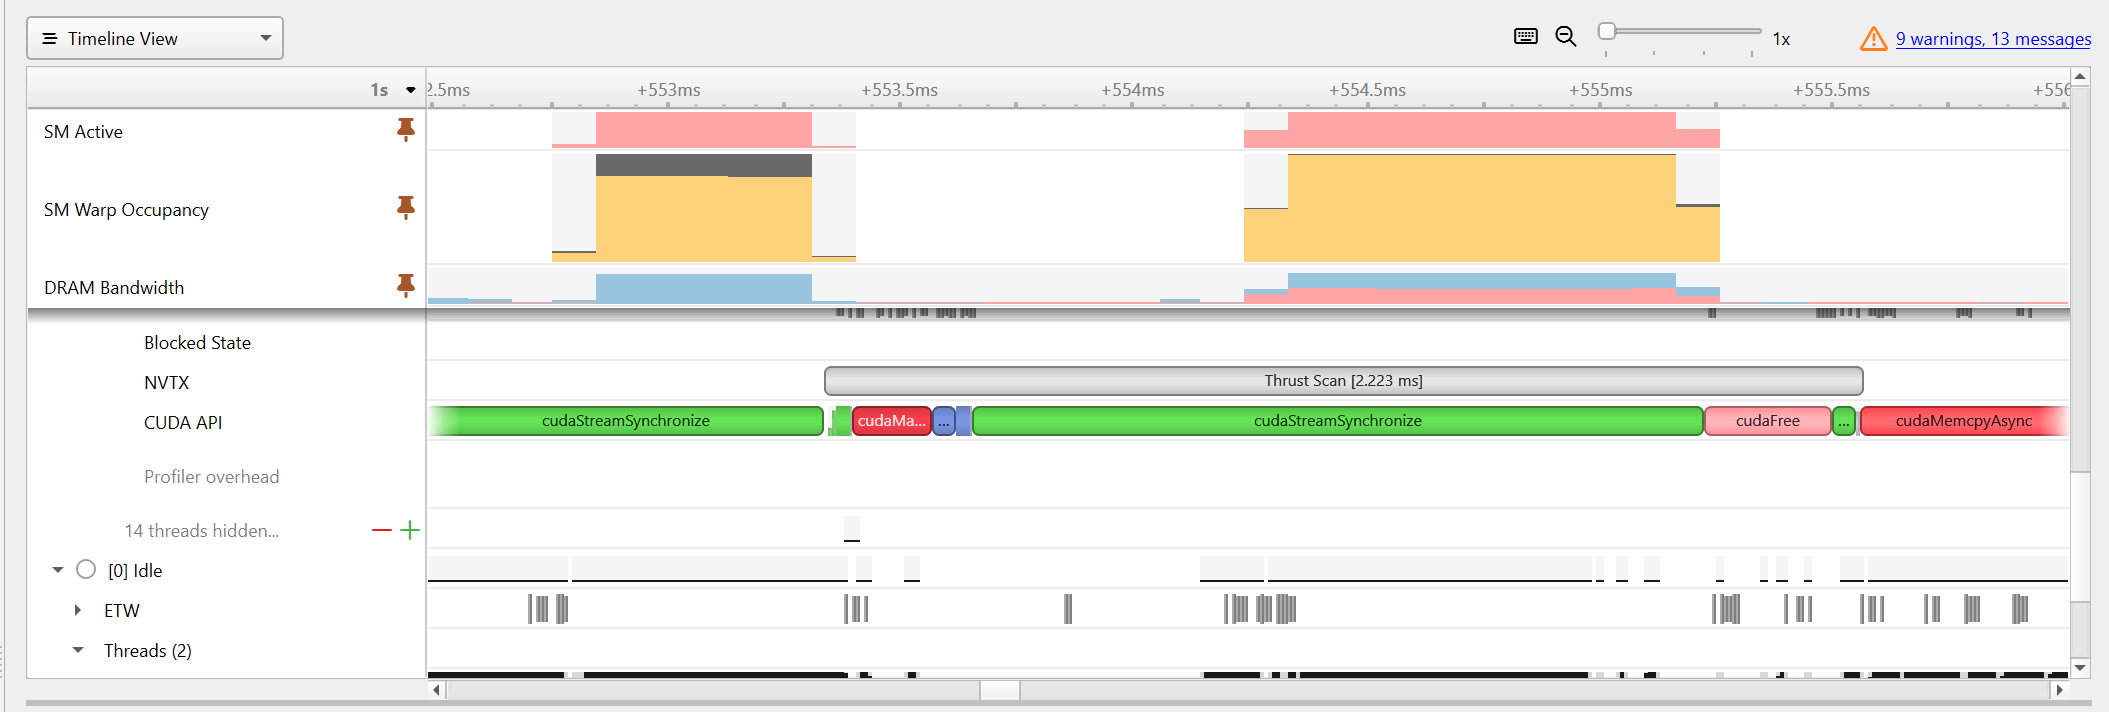 Timeline View
1x
9 warnings, 13 messages
1s
2.5ms +553ms +553.5ms +554ms +554.5ms +555ms +555.5ms +556
SM Active
SM Warp Occupancy
DRAM Bandwidth
Blocked State
NVTX
Thrust Scan [2.223 ms]
CUDA API
cudaStreamSynchronize cudaMa... ... cudaStreamSynchronize cudaFree ... cudaMemcpyAsync
Profiler overhead
14 threads hidden...
[0] Idle
ETW
Threads (2)